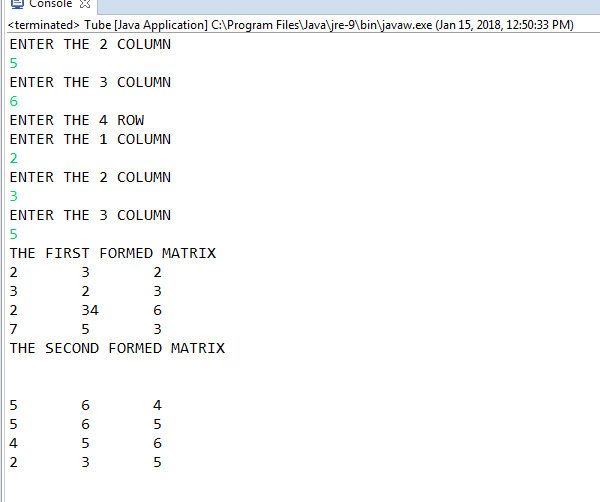 Console
<terminated> Tube [Java Application] C:\Program Files\Java\jre-9\bin\javaw.exe (Jan 15, 2018, 12:50:33 PM)
ENTER THE 2 COLUMN
5
ENTER THE 3 COLUMN
6
ENTER THE 4 ROW
ENTER THE 1 COLUMN
2
ENTER THE 2 COLUMN
3
ENTER THE 3 COLUMN
5
THE FIRST FORMED MATRIX
2 3 2
3 2 3
2 34 6
7 5 3
THE SECOND FORMED MATRIX
5 6 4
5 6 5
4 5 6
2 3 5